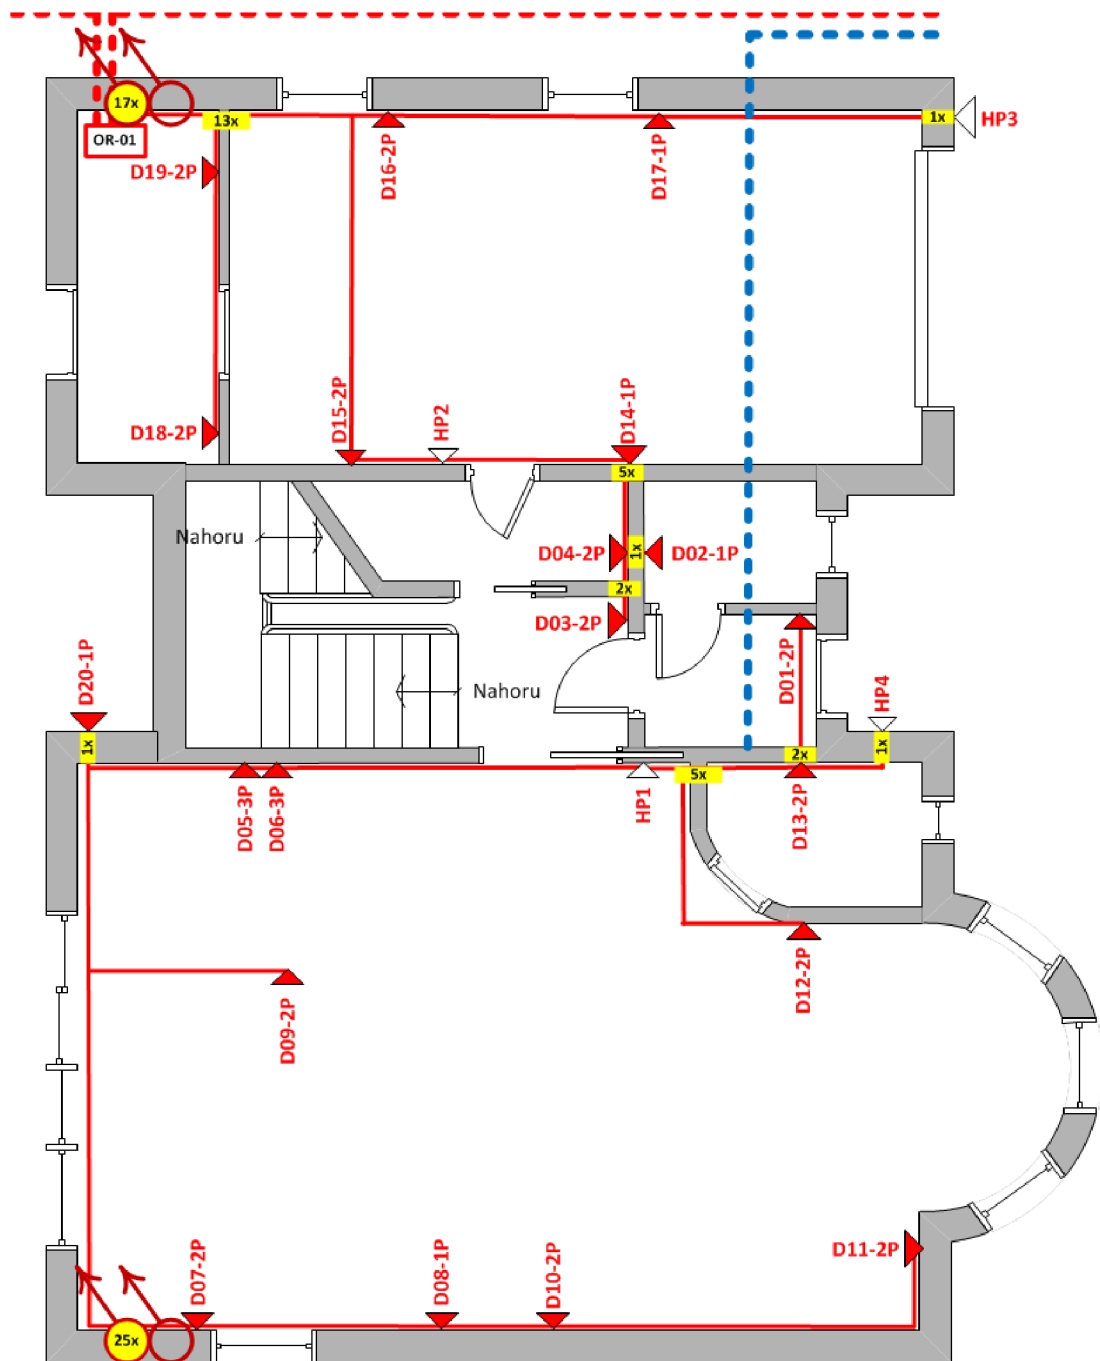 17x
OR-01
13x
D19-2P
D16-2P
D17-1P
1x
HP3
D18-2P
D15-2P
HP2
D14-1P
5x
Nahoru
D04-2P
1x
D02-1P
2x
D03-2P
D20-1P
Nahoru
D01-2P
HP4
1x
2x
1x
5x
D05-3P
D06-3P
HP1
D13-2P
D12-2P
D09-2P
D11-2P
D07-2P
D08-1P
D10-2P
25x